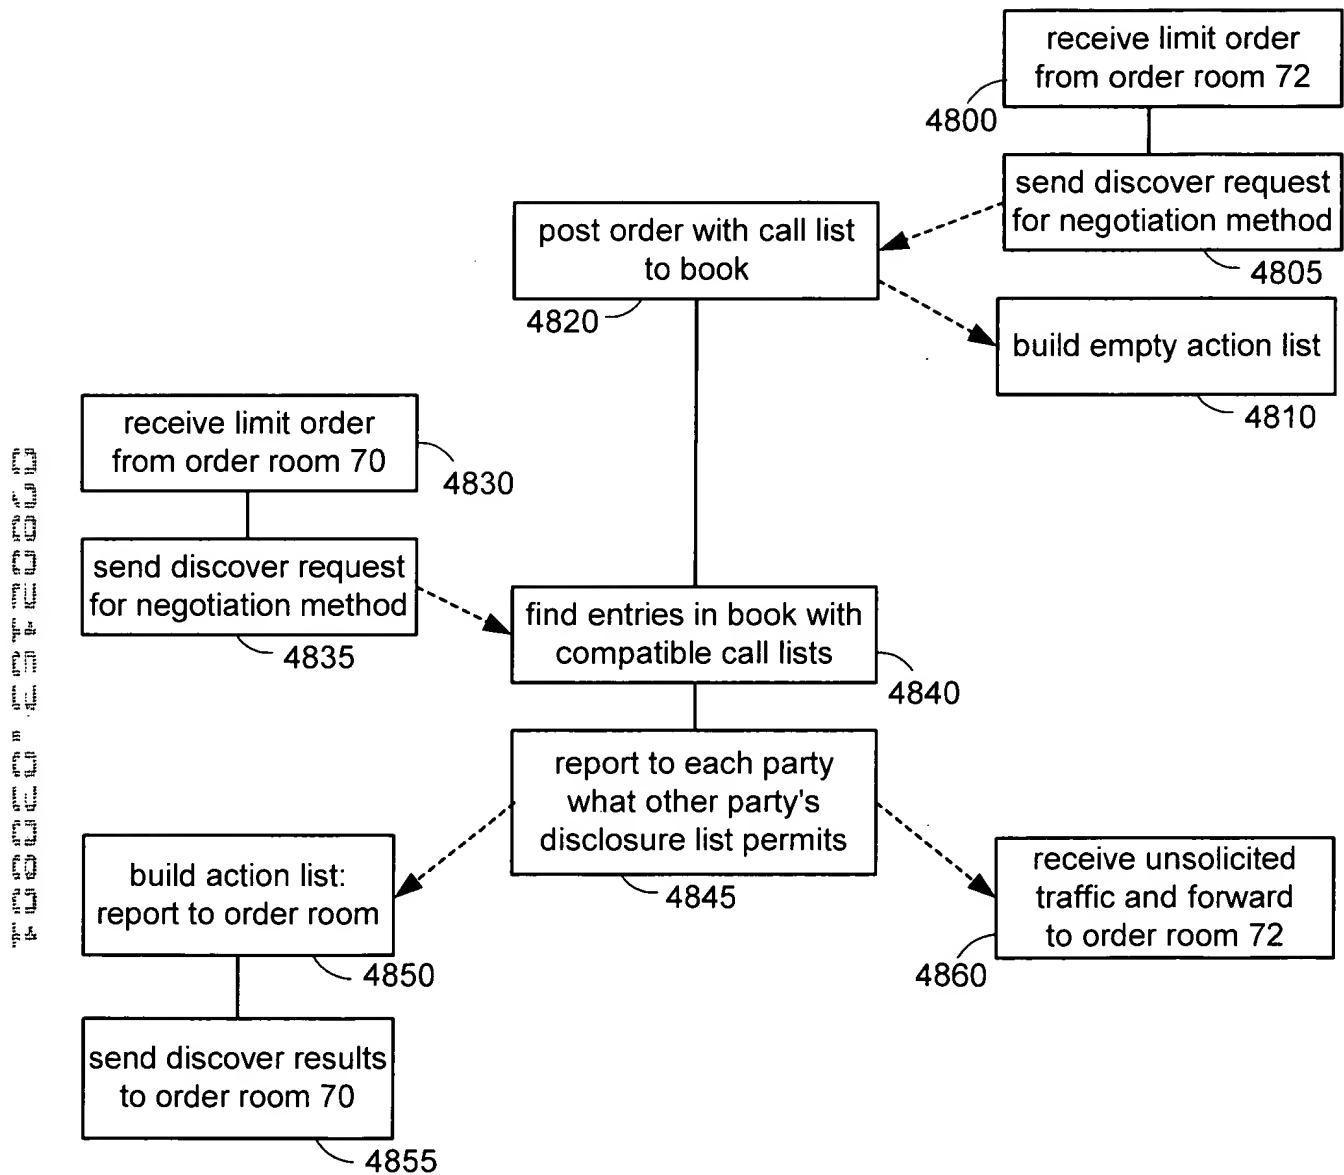 receive limit order
from order room 72
4800
send discover request
for negotiation method
4805
post order with call list
to book
4820
build empty action list
4810
receive limit order
from order room 70
4830
send discover request
for negotiation method
4835
find entries in book with
compatible call lists
4840
report to each party
what other party's
disclosure list permits
4845
build action list:
report to order room
4850
receive unsolicited
traffic and forward
to order room 72
4860
send discover results
to order room 70
4855